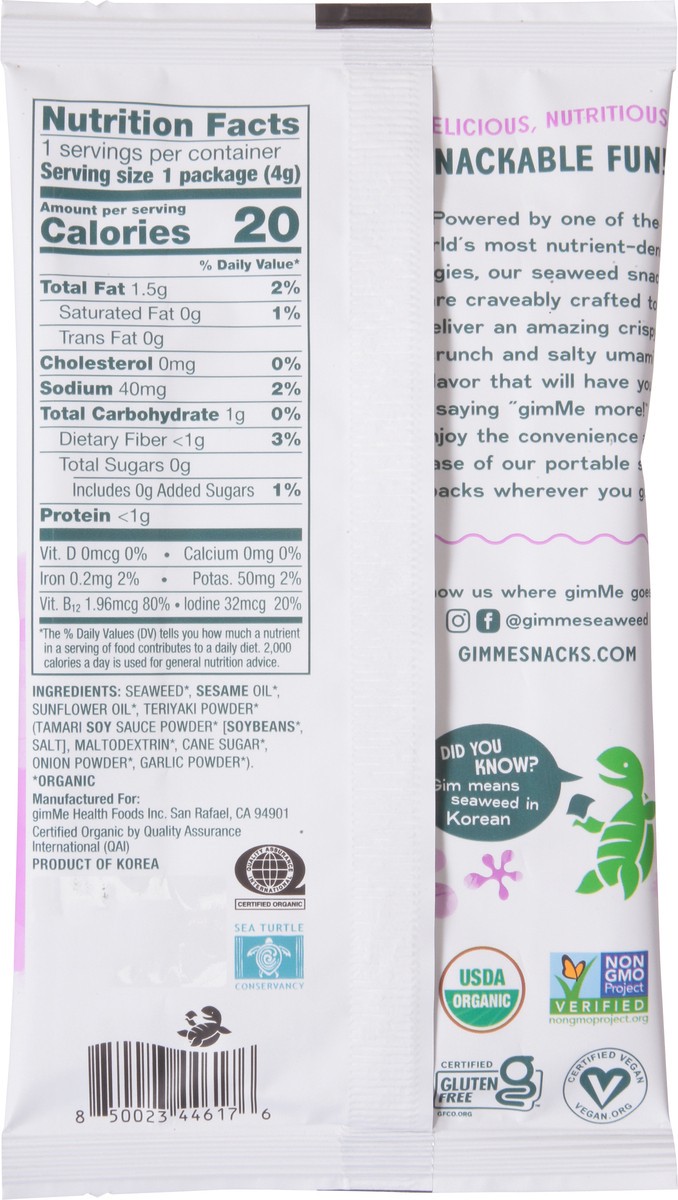 Nutrition Facts
1 servings per container
Serving size 1 package (4g)
Amount per serving
Calories 20
% Daily Value*
Total Fat 1.5g 2%
Saturated Fat 0g 1%
Trans Fat 0g
Cholesterol 0mg 0%
Sodium 40mg 2%
Total Carbohydrate 1g 0%
Dietary Fiber <1g 3%
Total Sugars 0g
Includes 0g Added Sugars 1%
Protein <1g
Vit. D 0mcg 0% • Calcium 0mg 0%
Iron 0.2mg 2% • Potas. 50mg 2%
Vit. B12 1.96mcg 80% • Iodine 32mcg 20%
*The % Daily Values (DV) tells you how much a nutrient
in a serving of food contributes to a daily diet. 2,000
calories a day is used for general nutrition advice.
INGREDIENTS: SEAWEED*, SESAME OIL*,
SUNFLOWER OIL*, TERIYAKI POWDER*
(TAMARI SOY SAUCE POWDER* [SOYBEANS*,
SALT], MALTODEXTRIN*, CANE SUGAR*,
ONION POWDER*, GARLIC POWDER*).
*ORGANIC
Manufactured For:
gimMe Health Foods Inc. San Rafael, CA 94901
Certified Organic by Quality Assurance
International (QAI)
PRODUCT OF KOREA
QUALITY ASSURANCE
INTERNATIONAL
CERTIFIED ORGANIC
SEA TURTLE
CONSERVANCY
8 50023 44617 6
ELICIOUS, NUTRITIOUS
NACKABLE FUN!
Powered by one of the
rld's most nutrient-den
gies, our seaweed snac
re craveably crafted to
eliver an amazing crisp
runch and salty umam
lavor that will have yo
saying "gimMe more!"
njoy the convenience
ase of our portable s
packs wherever you g
ow us where gimMe goe
@gimmeseaweed
GIMMESNACKS.COM
DID YOU
KNOW?
Gim means
seaweed in
Korean
USDA
ORGANIC
NON
GMO
Project
VERIFIED
nongmoproject.org
CERTIFIED
GLUTEN
FREE
GFCO.ORG
CERTIFIED VEGAN
VEGAN.ORG